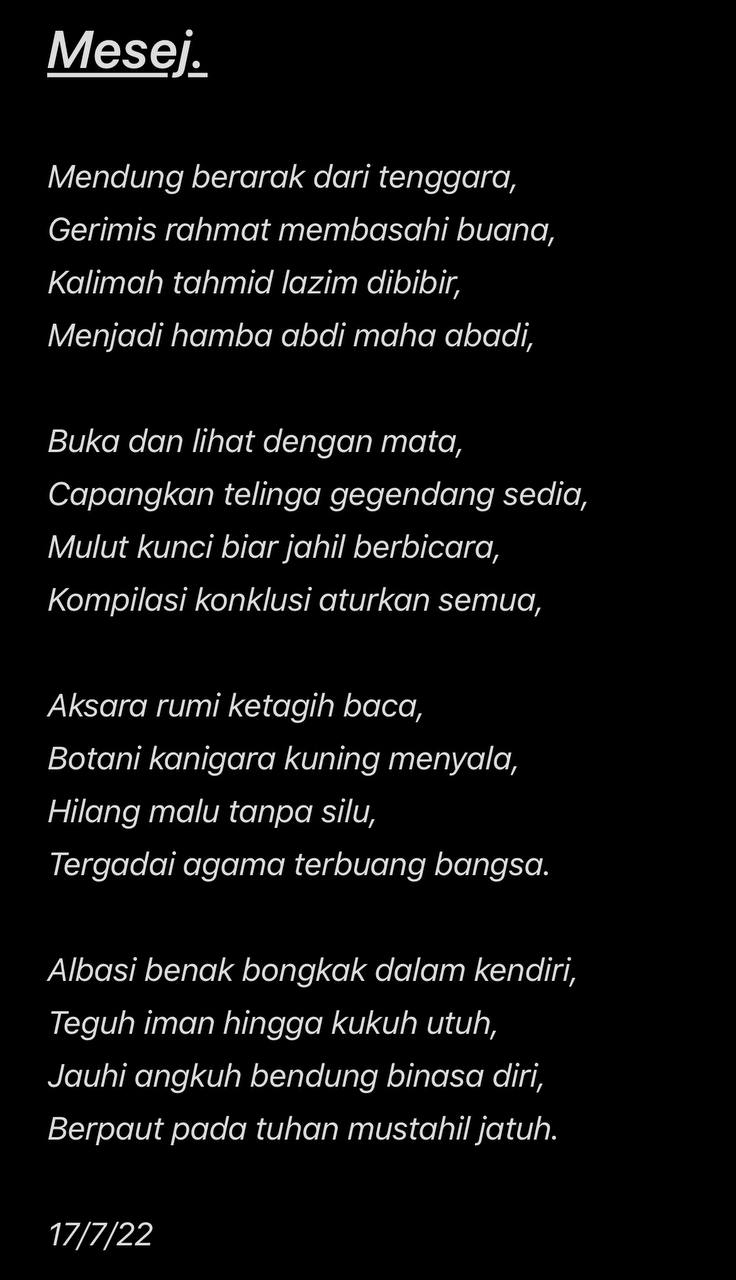 Mesej.
Mendung berarak dari tenggara,
Gerimis rahmat membasahi buana,
Kalimah tahmid lazim dibibir,
Menjadi hamba abdi maha abadi,
Buka dan lihat dengan mata,
Capangkan telinga gegendang sedia,
Mulut kunci biar jahil berbicara,
Kompilasi konklusi aturkan semua,
Aksara rumi ketagih baca,
Botani kanigara kuning menyala,
Hilang malu tanpa silu,
Tergadai agama terbuang bangsa.
Albasi benak bongkak dalam kendiri,
Teguh iman hingga kukuh utuh,
Jauhi angkuh bendung binasa diri,
Berpaut pada tuhan mustahil jatuh.
17/7/22